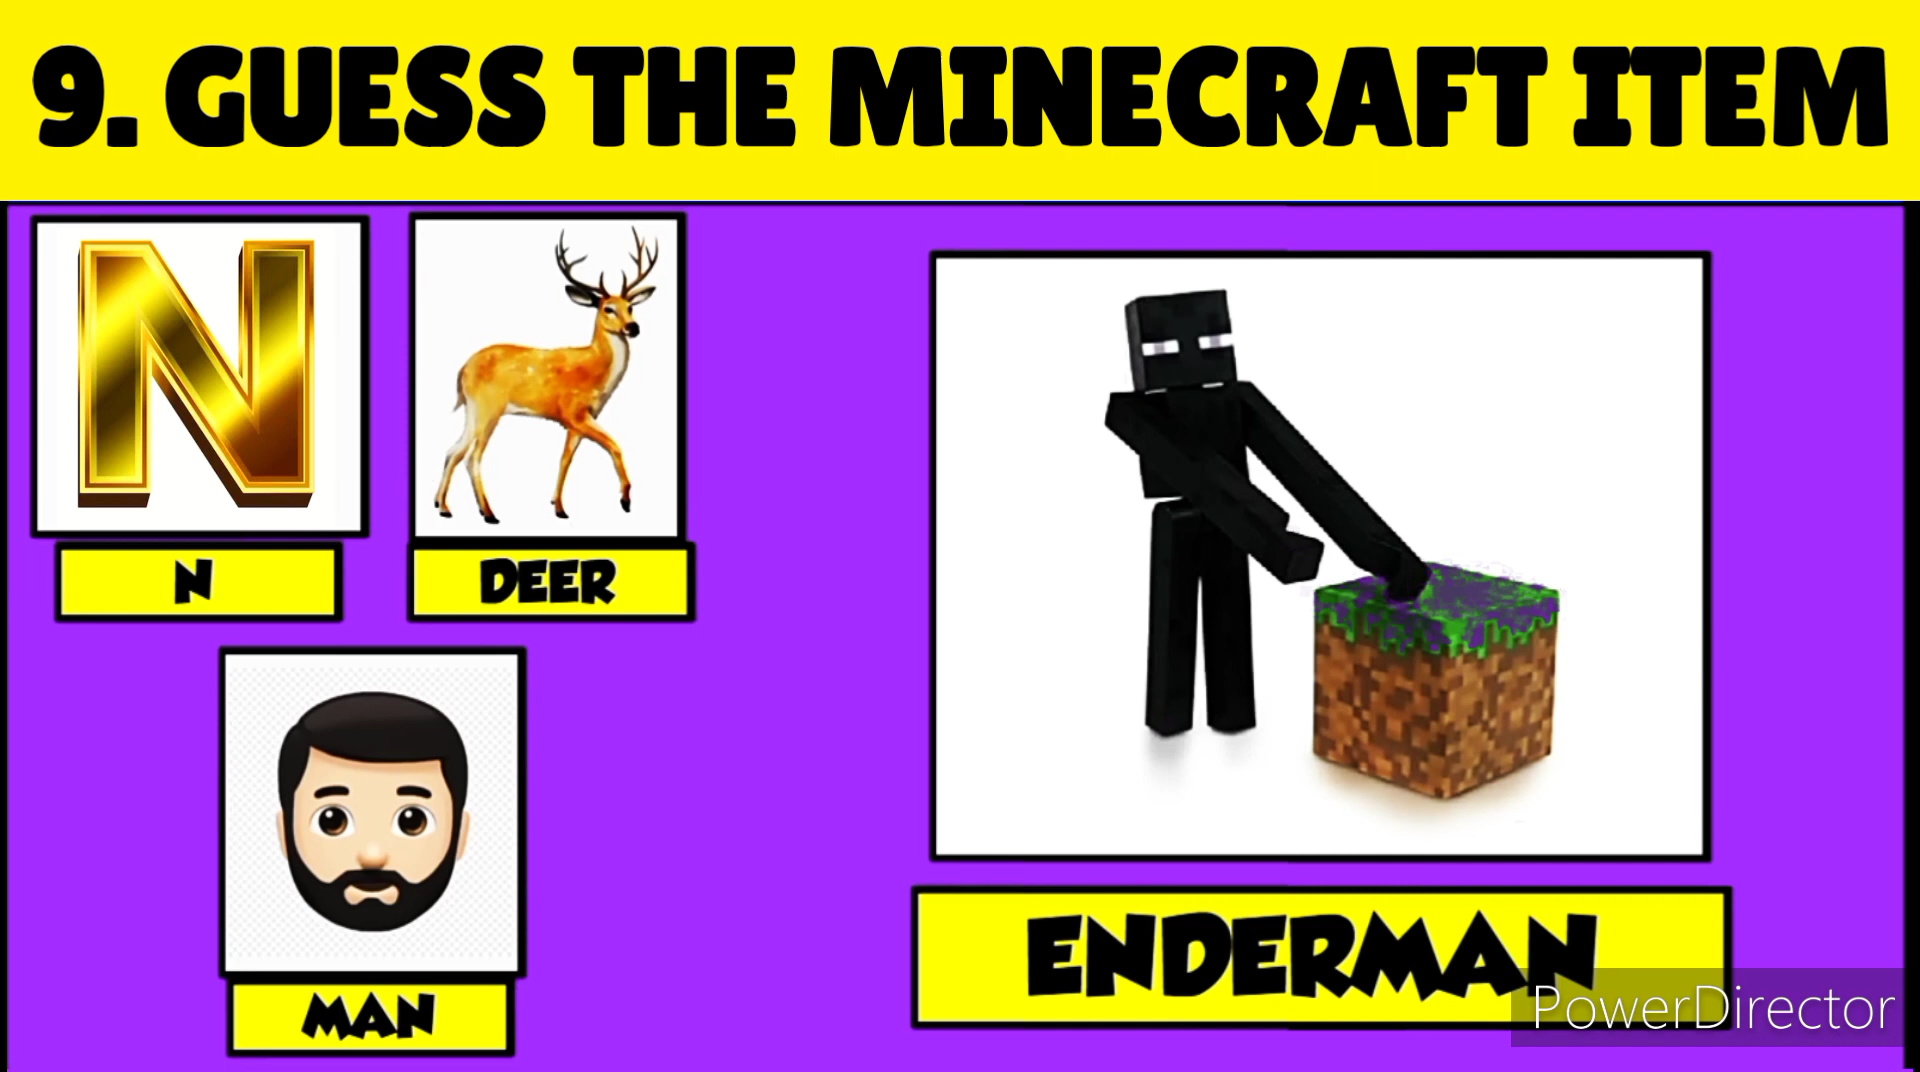 9. GUESS THE MINECRAFT ITEM
N
N
DEER
MAN
ENDERMAN
PowerDirector